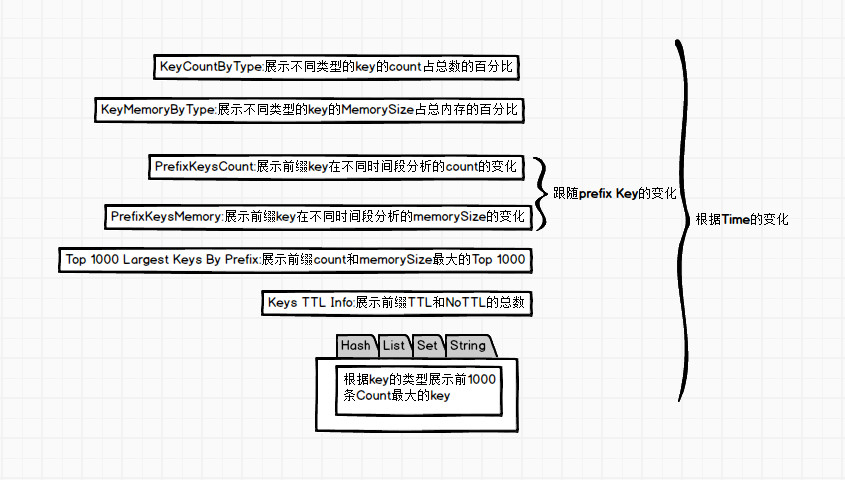 KeyCountByType:展示不同类型的key的count占总数的百分比
KeyMemoryByType:展示不同类型的key的MemorySize占总内存的百分比
PrefixKeysCount:展示前缀key在不同时间段分析的count的变化
跟随prefix Key的变化
PrefixKeysMemory:展示前缀key在不同时间段分析的memorySize的变化
根据Time的变化
Top 1000 Largest Keys By Prefix:展示前缀count和memorySize最大的Top 1000
Keys TTL Info:展示前缀TTL和NoTTL的总数
Hash List Set String
根据key的类型展示前1000
条Count最大的key